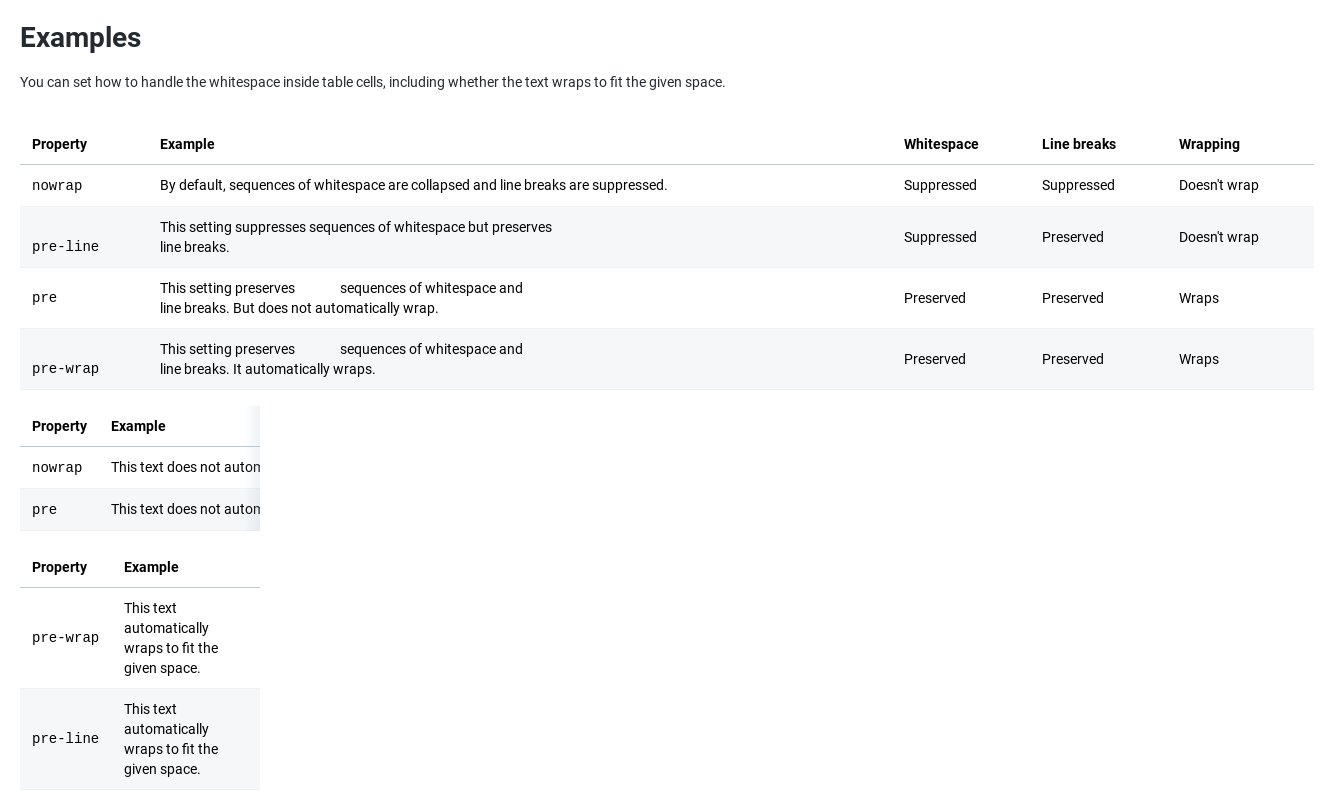 Examples
You can set how to handle the whitespace inside table cells, including whether the text wraps to fit the given space.
Property Example Whitespace Line breaks Wrapping
nowrap By default, sequences of whitespace are collapsed and line breaks are suppressed. Suppressed Suppressed Doesn't wrap
This setting suppresses sequences of whitespace but preserves
pre-line line breaks. Suppressed Preserved Doesn't wrap
pre This setting preserves          sequences of whitespace and
line breaks. But does not automatically wrap. Preserved Preserved Wraps
This setting preserves          sequences of whitespace and
pre-wrap line breaks. It automatically wraps. Preserved Preserved Wraps
Property Example
nowrap This text does not autom
pre This text does not autom
Property Example
pre-wrap This text
automatically
wraps to fit the
given space.
pre-line This text
automatically
wraps to fit the
given space.